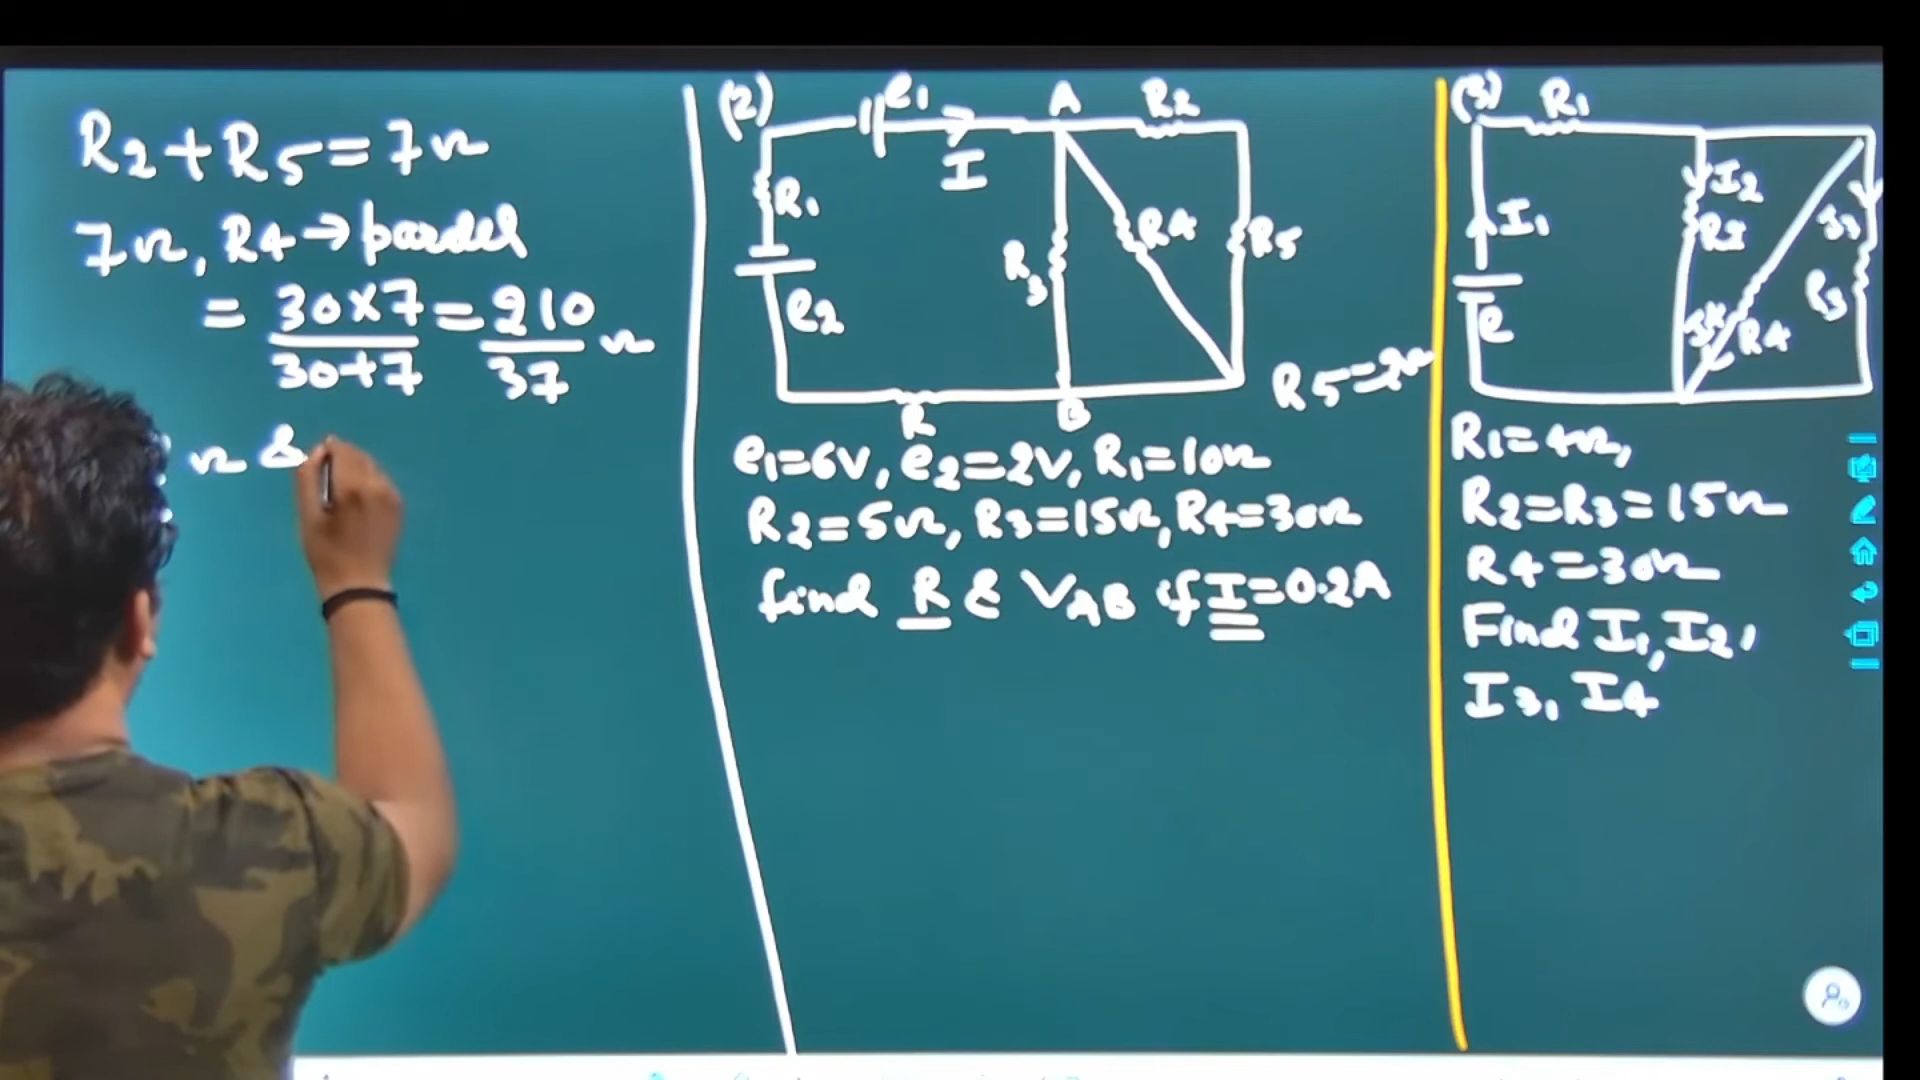 R2+R5=7Ω
7Ω, R4→parallel
= 30×7/30+7 = 210/37 Ω
Ω &
(2)
e1
A
R2
I
R1
R3
R4
R5
e2
R
B
R5=2Ω
e1=6V, e2=2V, R1=10Ω
R2=5Ω, R3=15Ω, R4=30Ω
find R & VAB if I=0.2A
(3)
R1
I2
I1
R2
I3
R3
e
I4
R4
R1=4Ω,
R2=R3=15Ω
R4=30Ω
Find I1, I2,
I3, I4